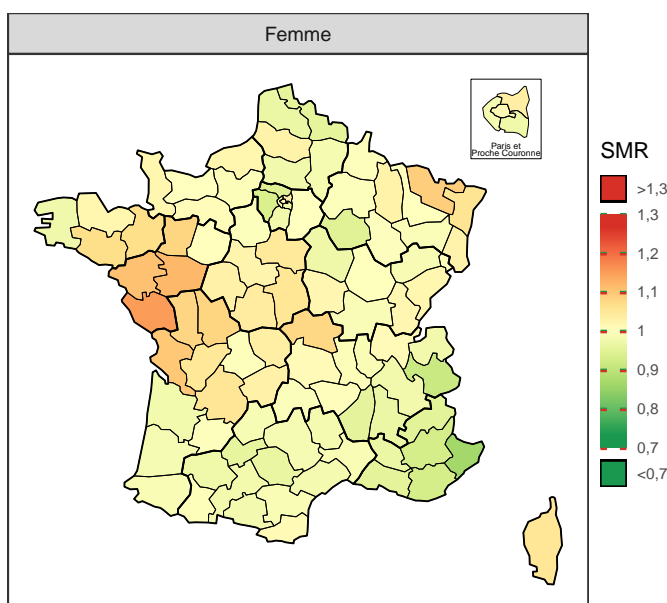 Femme
Paris et
Proche Couronne
SMR
>1,3
1,3
1,2
1,1
1
0,9
0,8
0,7
<0,7